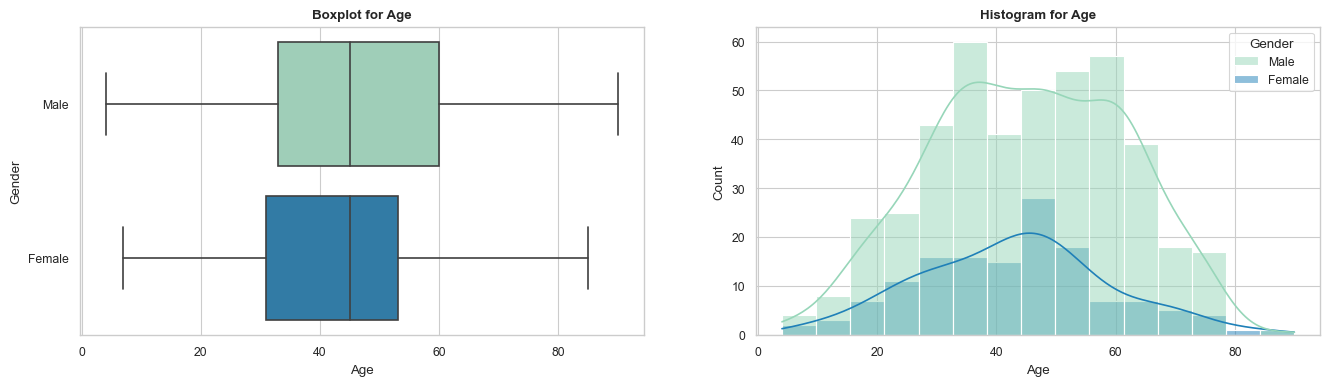 Boxplot for Age
Gender
Male
Female
0 20 40 60 80
Age
Histogram for Age
Count
60
50
40
30
20
10
0
0 20 40 60 80
Age
Gender
Male
Female